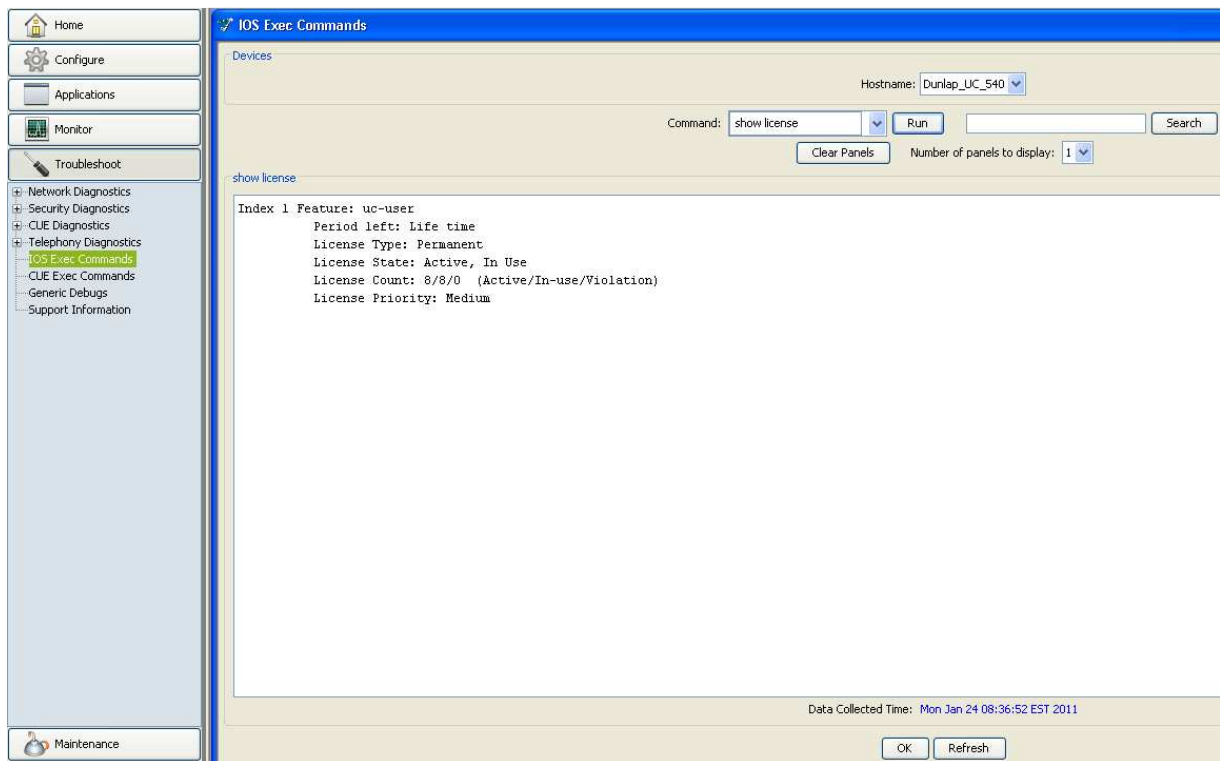 Home
Configure
Applications
Monitor
Troubleshoot
Network Diagnostics
Security Diagnostics
CUE Diagnostics
Telephony Diagnostics
IOS Exec Commands
CUE Exec Commands
Generic Debugs
Support Information
Maintenance
IOS Exec Commands
Devices
Hostname: Dunlap_UC_540
Command: show license Run Search
Clear Panels Number of panels to display: 1
show license
Index 1 Feature: uc-user
Period left: Life time
License Type: Permanent
License State: Active, In Use
License Count: 8/8/0 (Active/In-use/Violation)
License Priority: Medium
Data Collected Time: Mon Jan 24 08:36:52 EST 2011
OK Refresh